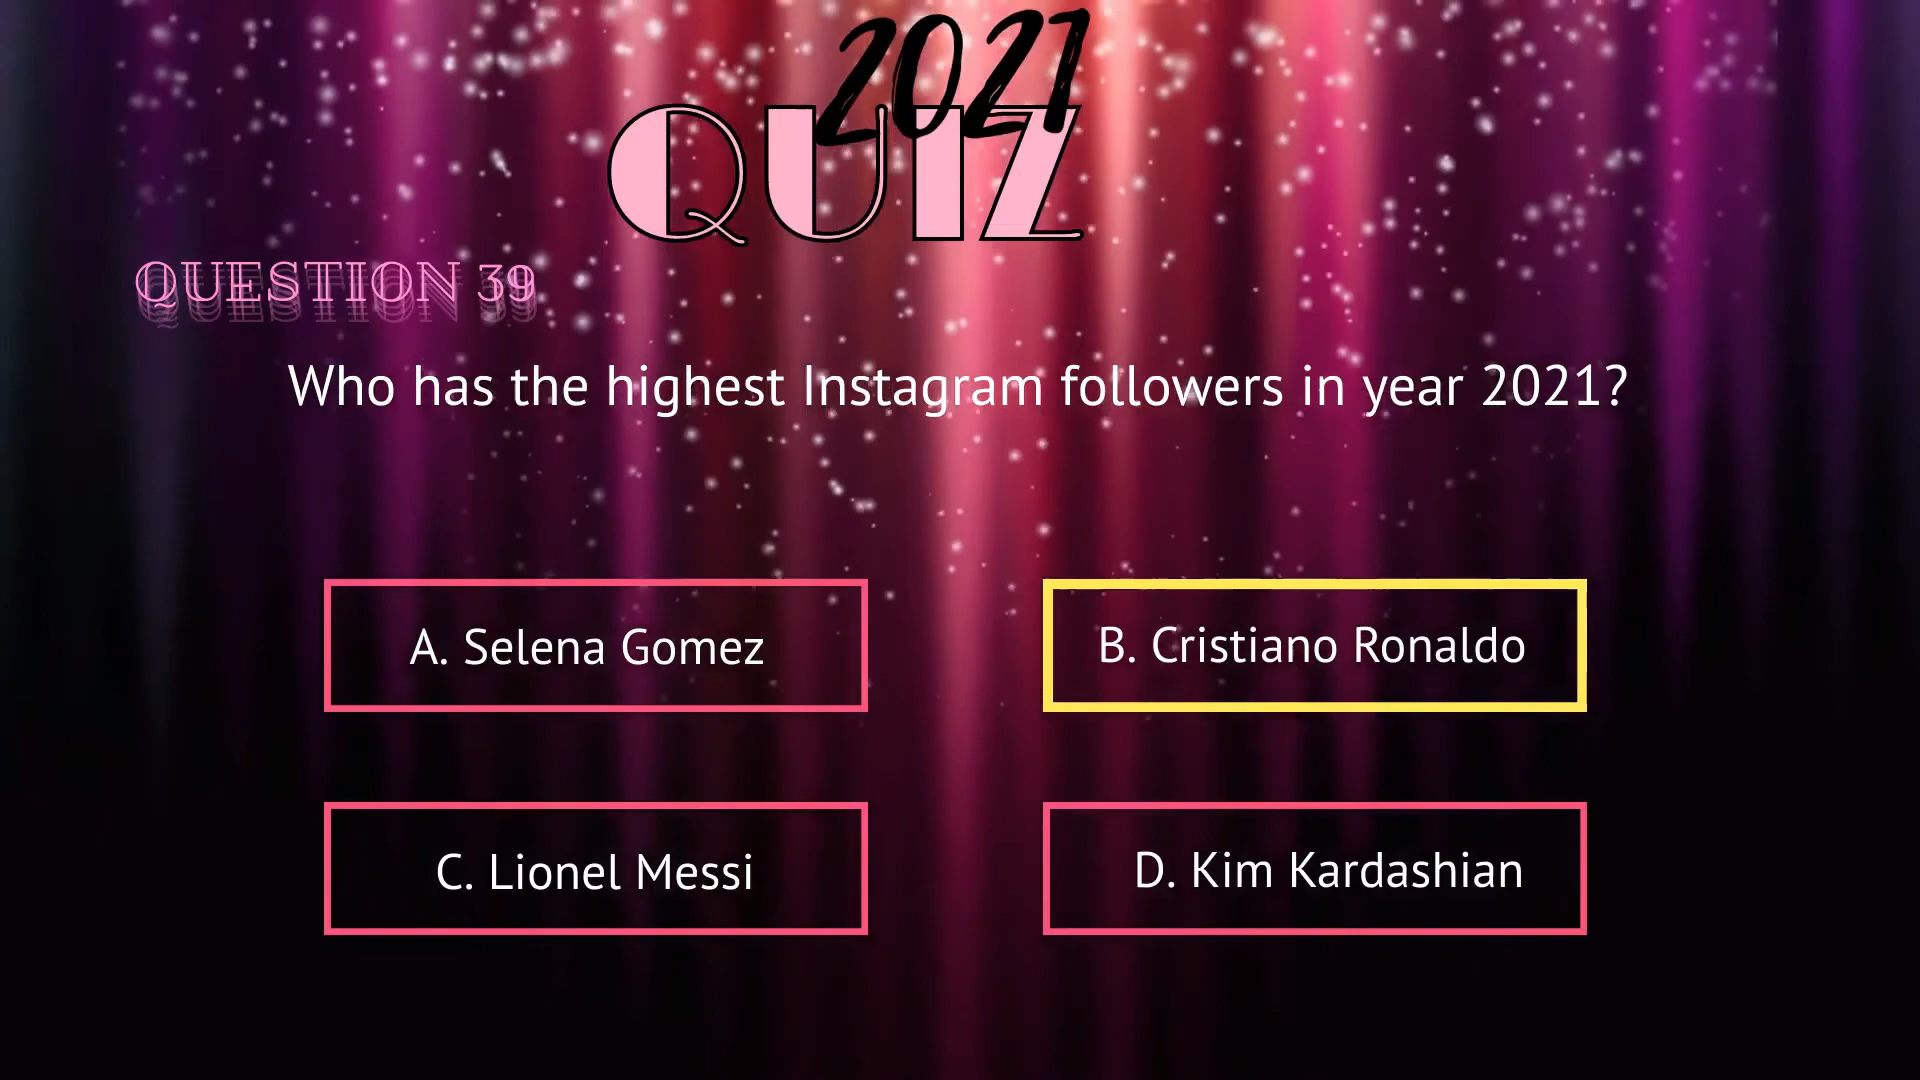 2021
QUIZ
QUESTION 39
Who has the highest Instagram followers in year 2021?
A. Selena Gomez
B. Cristiano Ronaldo
C. Lionel Messi
D. Kim Kardashian